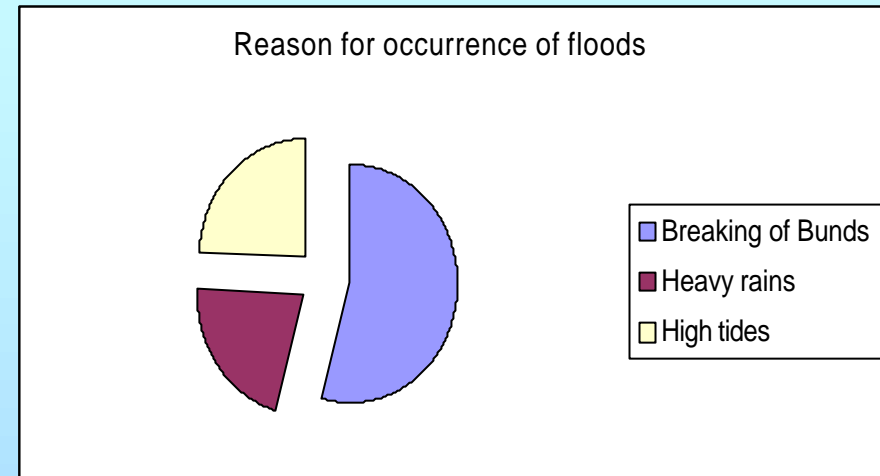 Reason for occurrence of floods
Breaking of Bunds
Heavy rains
High tides